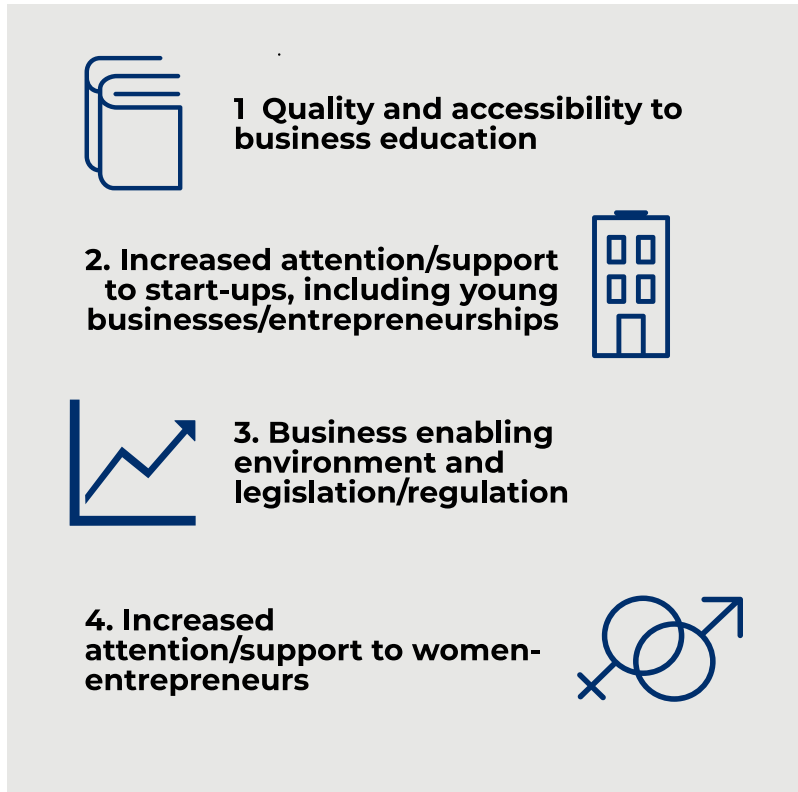 1 Quality and accessibility to
business education
2. Increased attention/support
to start-ups, including young
businesses/entrepreneurships
3. Business enabling
environment and
legislation/regulation
4. Increased
attention/support to women-
entrepreneurs